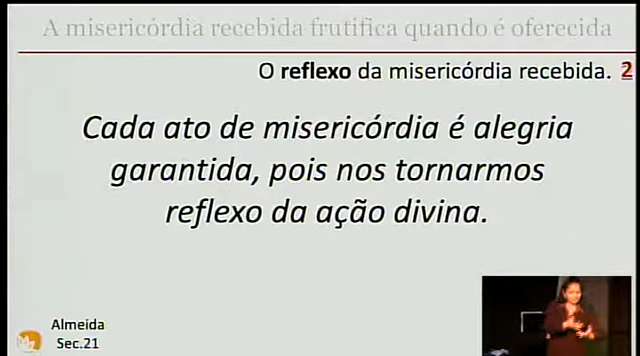 A misericórdia recebida frutifica quando é oferecida
O reflexo da misericórdia recebida. 2
Cada ato de misericórdia é alegria
garantida, pois nos tornarmos
reflexo da ação divina.
Almeida
Sec.21